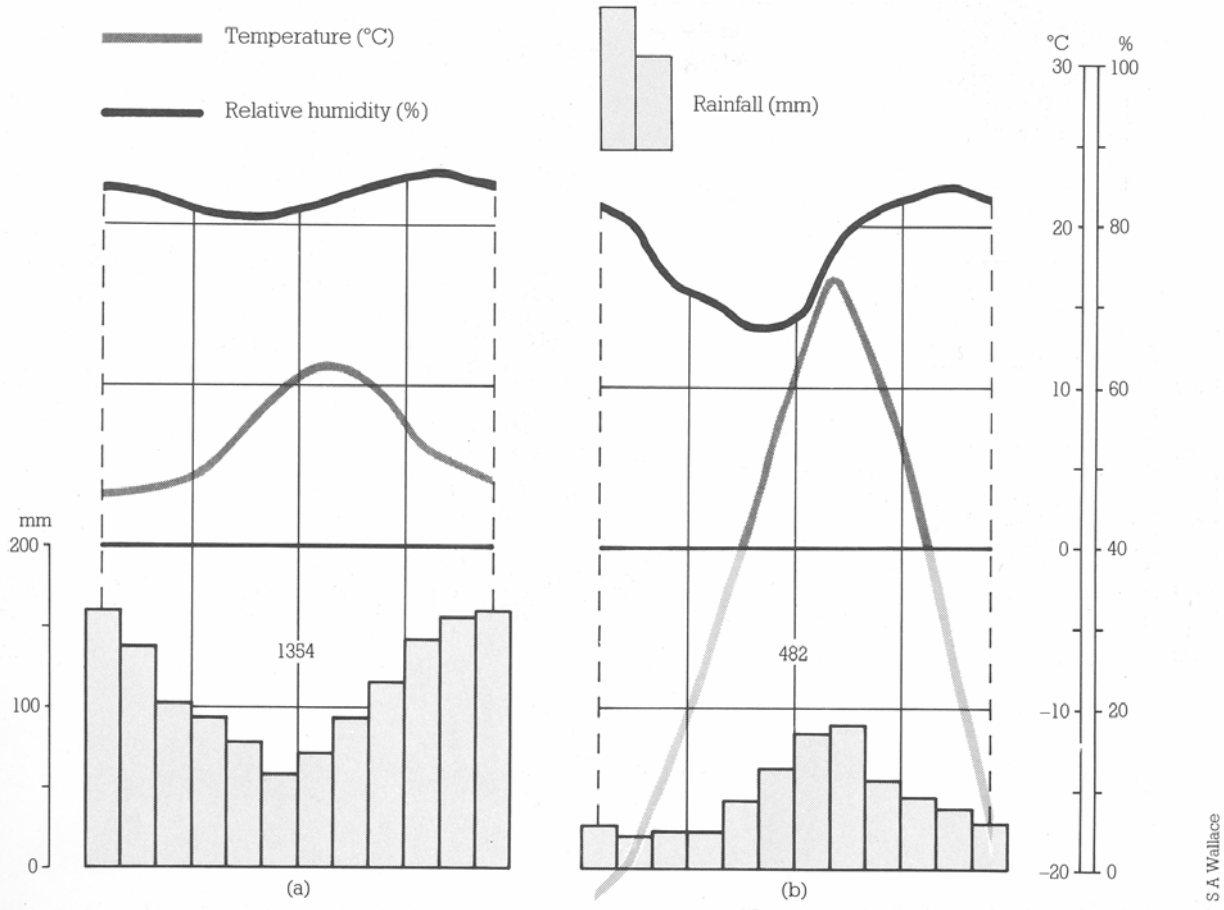 Temperature (°C)
Relative humidity (%)
Rainfall (mm)
mm
200
100
0
1354
(a)
482
(b)
°C %
30 100
20 80
10 60
0 40
–10 20
–20 0
S A Wallace